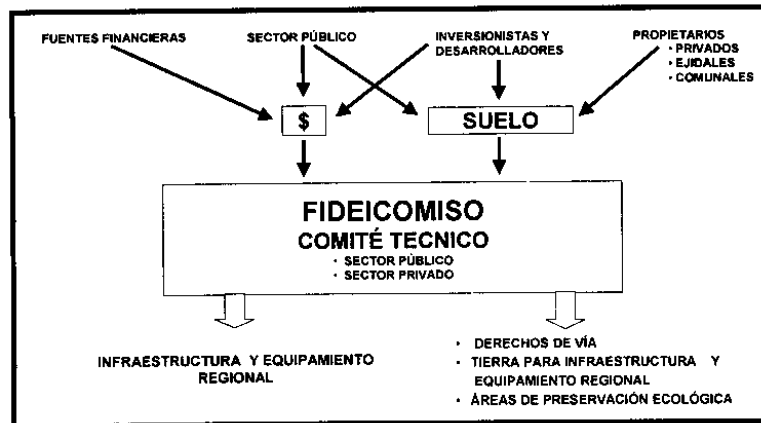 FUENTES FINANCIERAS
SECTOR PÚBLICO
INVERSIONISTAS Y
DESARROLLADORES
PROPIETARIOS
· PRIVADOS
· EJIDALES
· COMUNALES
$
SUELO
FIDEICOMISO
COMITÉ TECNICO
· SECTOR PÚBLICO
· SECTOR PRIVADO
INFRAESTRUCTURA Y EQUIPAMIENTO
REGIONAL
• DERECHOS DE VÍA
• TIERRA PARA INFRAESTRUCTURA Y
EQUIPAMIENTO REGIONAL
• ÁREAS DE PRESERVACIÓN ECOLÓGICA